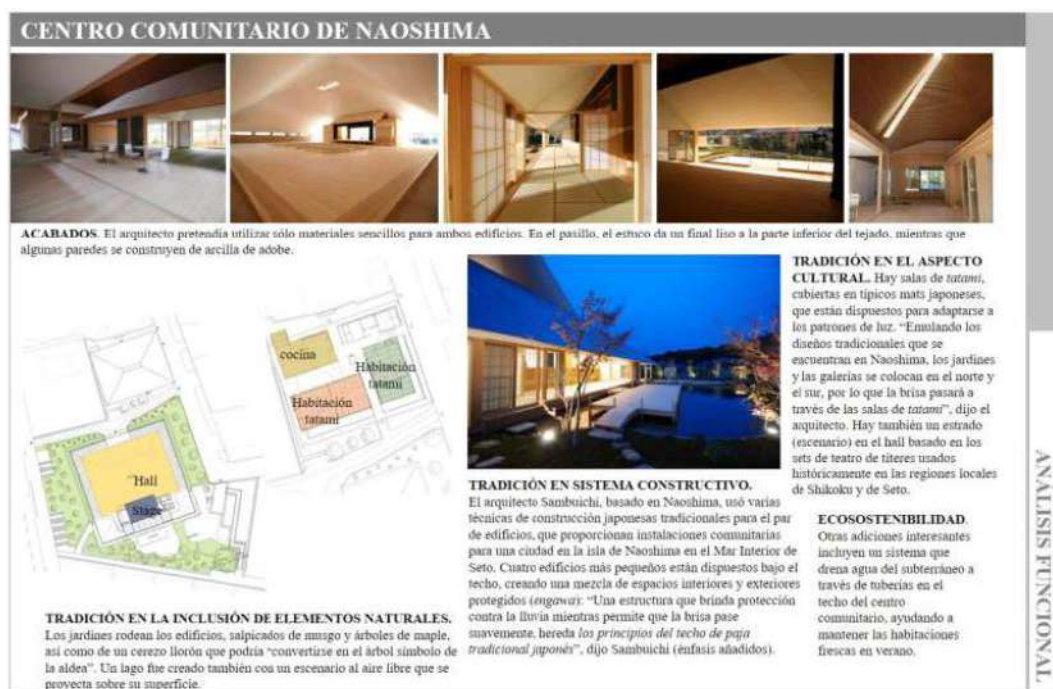 CENTRO COMUNITARIO DE NAOSHIMA
ACABADOS. El arquitecto pretendía utilizar sólo materiales sencillos para ambos edificios. En el pasillo, el estuco da un final liso a la parte inferior del tejado, mientras que
algunas paredes se construyen de arcilla de adobe.
cocina
Habitación
tatami
Habitación
tatami
Hall
Stage
TRADICIÓN EN LA INCLUSIÓN DE ELEMENTOS NATURALES.
Los jardines rodean los edificios, salpicados de musgo y árboles de maple,
así como de un cerezo llorón que podría “convertirse en el árbol símbolo de
la aldea”. Un lago fue creado también con un escenario al aire libre que se
proyecta sobre su superficie.
TRADICIÓN EN SISTEMA CONSTRUCTIVO.
El arquitecto Sambuichi, basado en Naoshima, usó varias
técnicas de construcción japonesas tradicionales para el par
de edificios, que proporcionan instalaciones comunitarias
para una ciudad en la isla de Naoshima en el Mar Interior de
Seto. Cuatro edificios más pequeños están dispuestos bajo el
techo, creando una mezcla de espacios interiores y exteriores
protegidos (engawa): “Una estructura que brinda protección
contra la lluvia mientras permite que la brisa pase
suavemente, hereda los principios del techo de paja
tradicional japonés”, dijo Sambuichi (énfasis añadidos).
TRADICIÓN EN EL ASPECTO
CULTURAL. Hay salas de tatami,
cubiertas en típicos mats japoneses,
que están dispuestos para adaptarse a
los patrones de luz. “Emulando los
diseños tradicionales que se
encuentran en Naoshima, los jardines
y las galerías se colocan en el norte y
el sur, por lo que la brisa pasará a
través de las salas de tatami”, dijo el
arquitecto. Hay también un estrado
(escenario) en el hall basado en los
sets de teatro de títeres usados
históricamente en las regiones locales
de Shikoku y de Seto.
ECOSOSTENIBILIDAD.
Otras adiciones interesantes
incluyen un sistema que
drena agua del subterráneo a
través de tuberías en el
techo del centro
comunitario, ayudando a
mantener las habitaciones
frescas en verano.
ANÁLISIS FUNCIONAL